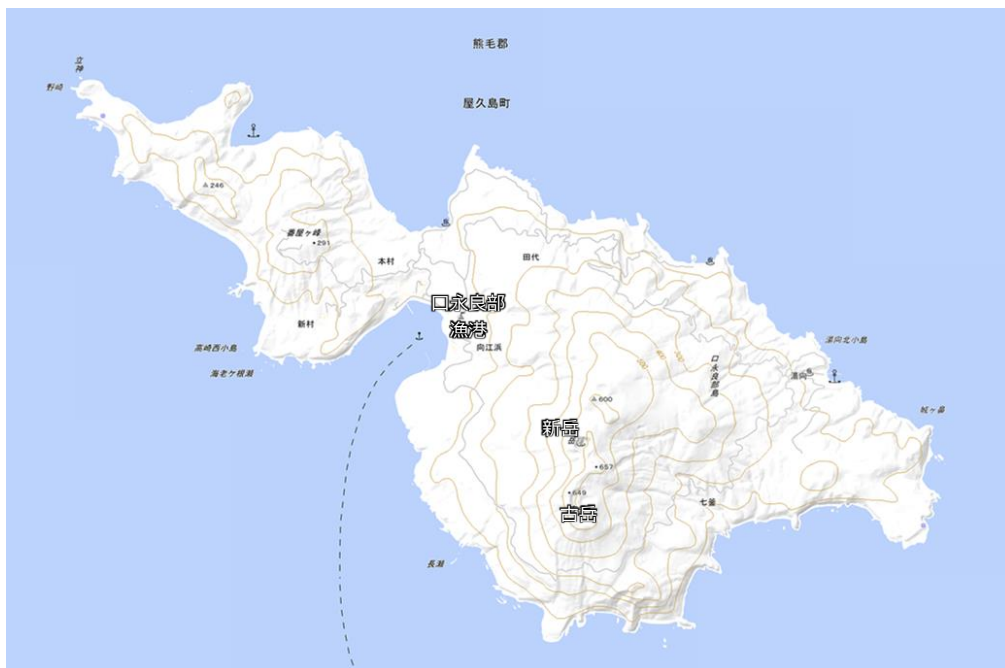 熊毛郡
立神
野崎
屋久島町
246
番屋ヶ峰
291
本村
田代
口永良部
漁港
新村
向江浜
高崎西小島
海老ケ根瀬
湯向北小島
口永良部島
湯向
600
城ヶ鼻
新岳
657
649
古岳
七釜
長瀬